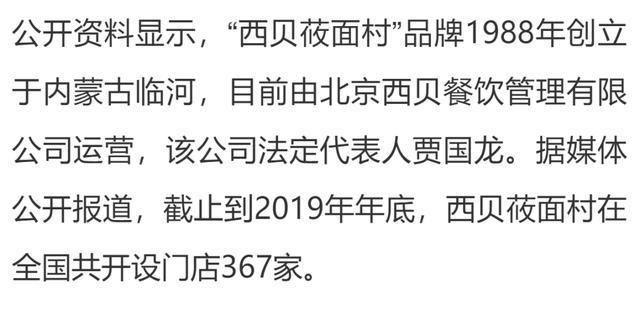 公开资料显示，“西贝莜面村”品牌1988年创立
于内蒙古临河，目前由北京西贝餐饮管理有限
公司运营，该公司法定代表人贾国龙。据媒体
公开报道，截止到2019年年底，西贝莜面村在
全国共开设门店367家。